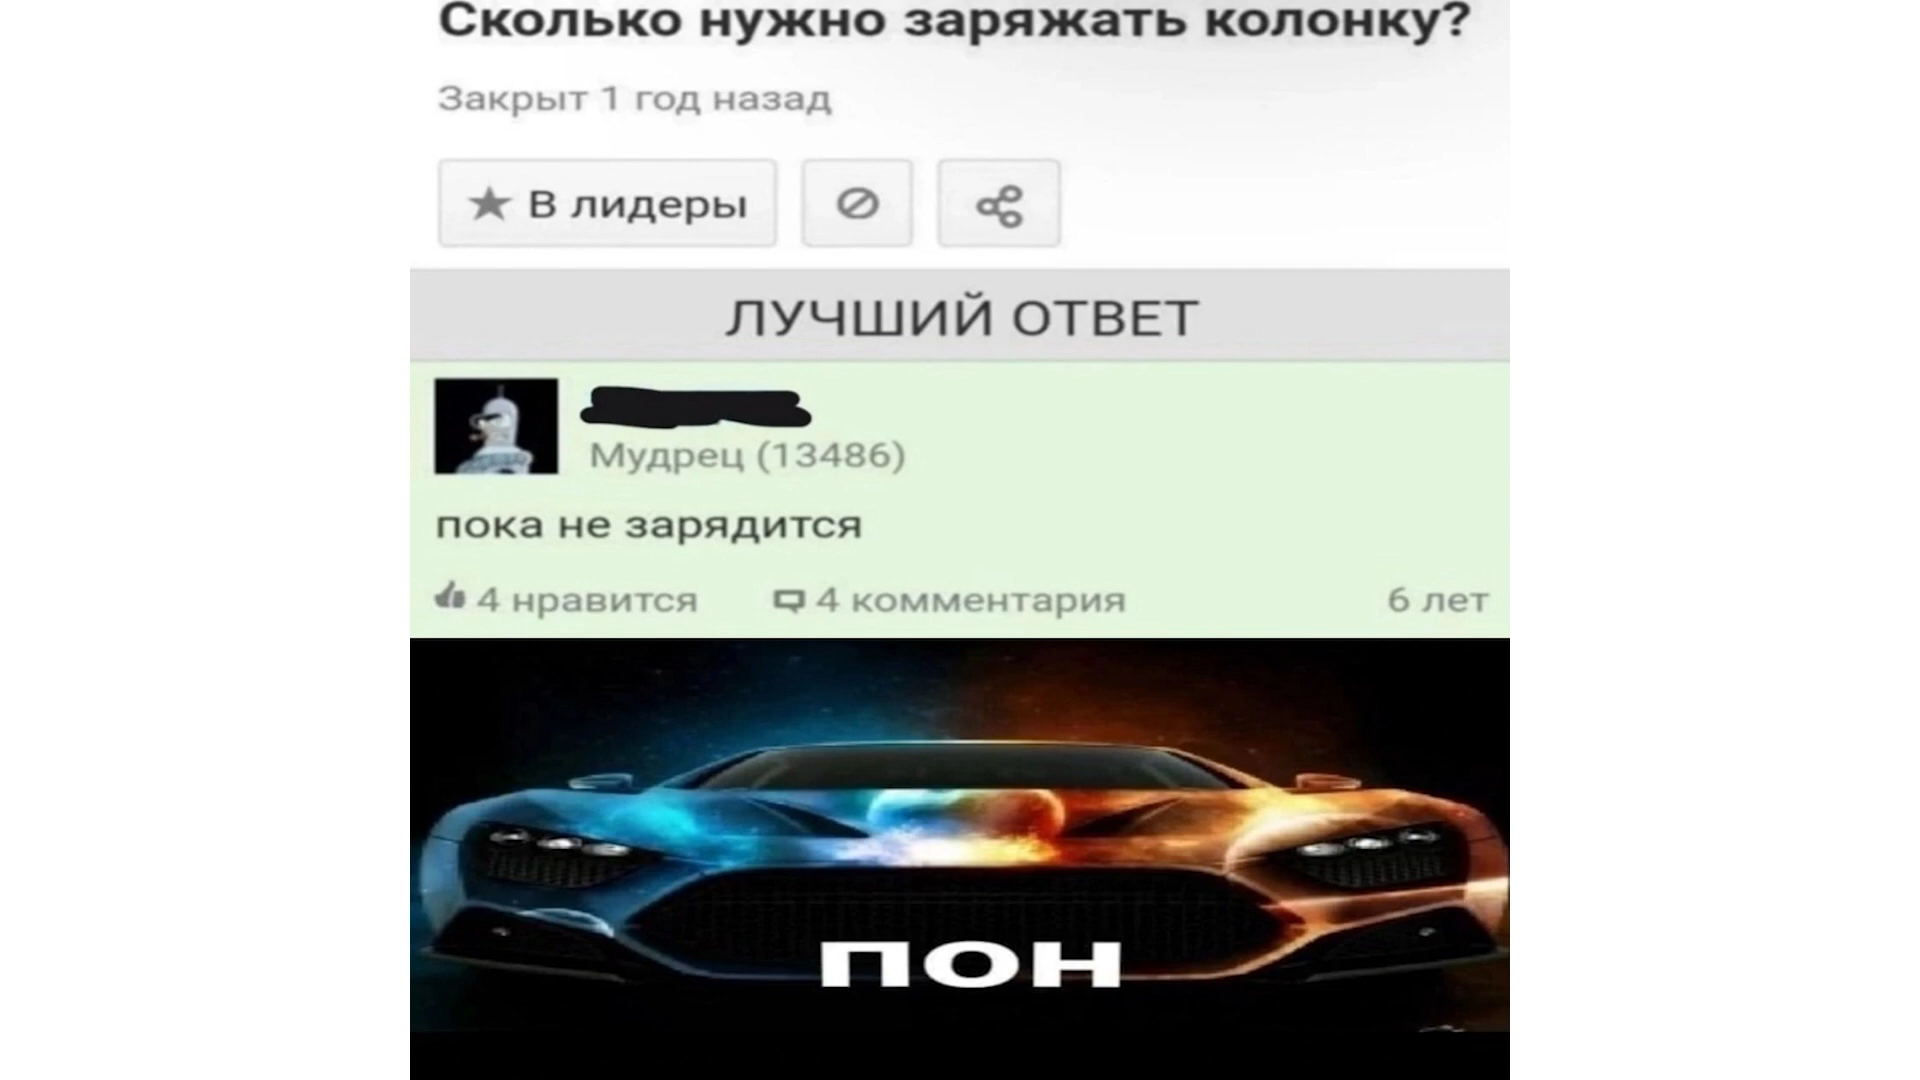 Сколько нужно заряжать колонку?
Закрыт 1 год назад
В лидеры
ЛУЧШИЙ ОТВЕТ
Мудрец (13486)
пока не зарядится
4 нравится 4 комментария 6 лет
пон